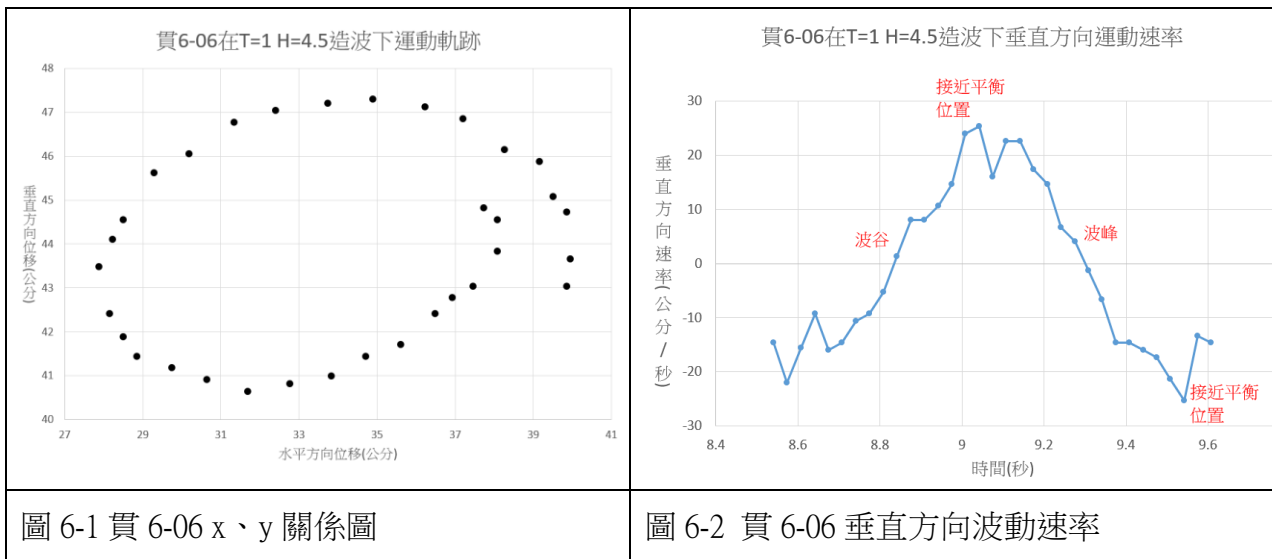 貫6-06在T=1 H=4.5造波下運動軌跡
48
47
46
45
44
43
42
41
40
垂直方向位移(公分)
27 29 31 33 35 37 39 41
水平方向位移(公分)
貫6-06在T=1 H=4.5造波下垂直方向運動速率
接近平衡
位置
30
20
10
0
-10
-20
-30
垂直方向速率(公分/秒)
波谷
波峰
接近平衡
位置
8.4 8.6 8.8 9 9.2 9.4 9.6
時間(秒)
圖 6-1 貫 6-06 x、y 關係圖
圖 6-2 貫 6-06 垂直方向波動速率